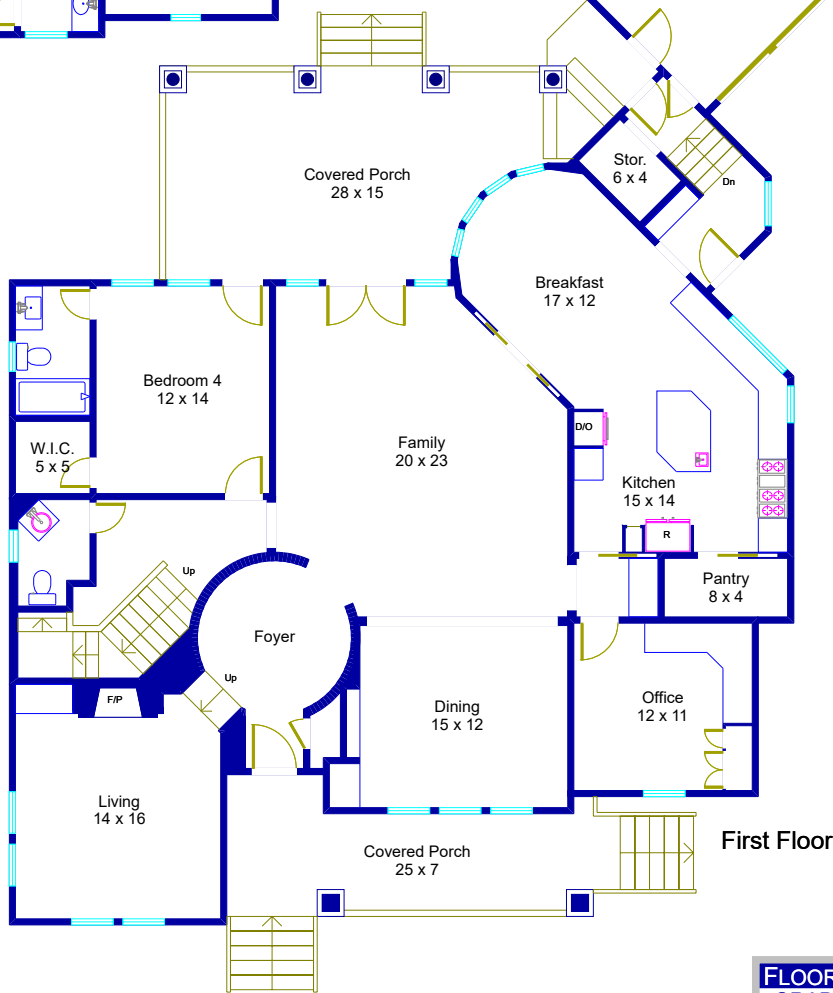 Stor.
6 x 4
Dn
Covered Porch
28 x 15
Breakfast
17 x 12
Bedroom 4
12 x 14
D/O
W.I.C.
5 x 5
Family
20 x 23
Kitchen
15 x 14
R
Up
Pantry
8 x 4
Foyer
Up
F/P
Dining
15 x 12
Office
12 x 11
Living
14 x 16
First Floor
Covered Porch
25 x 7
FLOOR